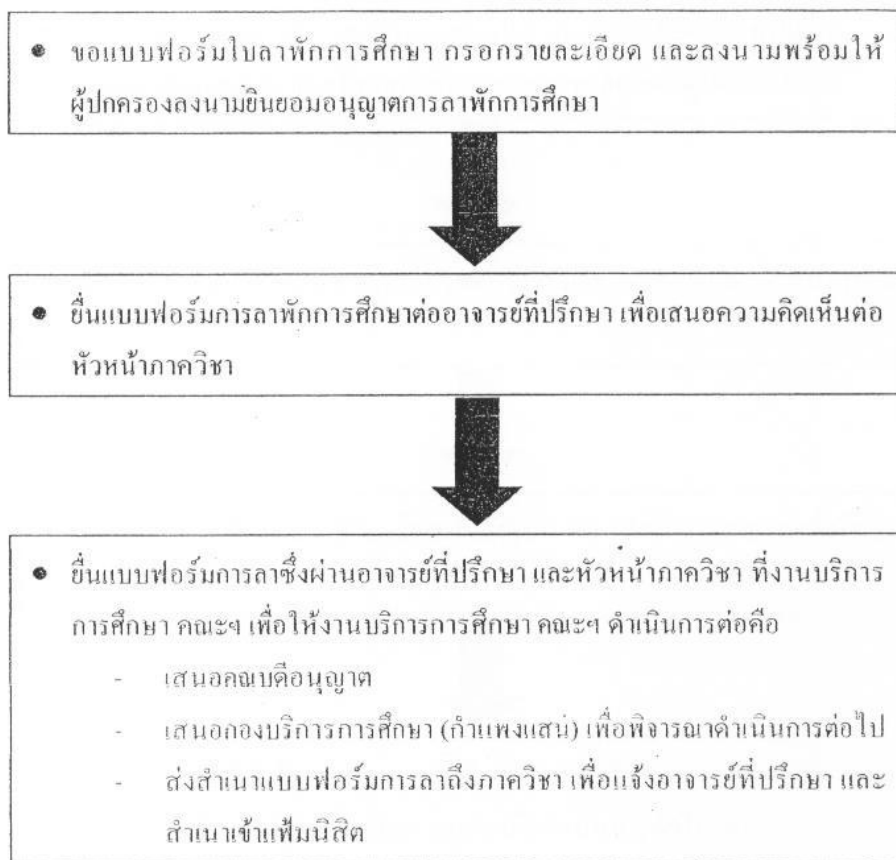 ● ขอแบบฟอร์มใบลาพักการศึกษา กรอกรายละเอียด และลงนามพร้อมให้
ผู้ปกครองลงนามยินยอมอนุญาตการลาพักการศึกษา
● ยื่นแบบฟอร์มการลาพักการศึกษาต่ออาจารย์ที่ปรึกษา เพื่อเสนอความคิดเห็นต่อ
หัวหน้าภาควิชา
● ยื่นแบบฟอร์มการลาซึ่งผ่านอาจารย์ที่ปรึกษา และหัวหน้าภาควิชา ที่งานบริการ
การศึกษา คณะฯ เพื่อให้งานบริการการศึกษา คณะฯ ดำเนินการต่อคือ
- เสนอคณบดีอนุญาต
- เสนอกองบริการการศึกษา (กำแพงแสน) เพื่อพิจารณาดำเนินการต่อไป
- ส่งสำเนาแบบฟอร์มการลาถึงภาควิชา เพื่อแจ้งอาจารย์ที่ปรึกษา และ
สำเนาเข้าแฟ้มนิสิต